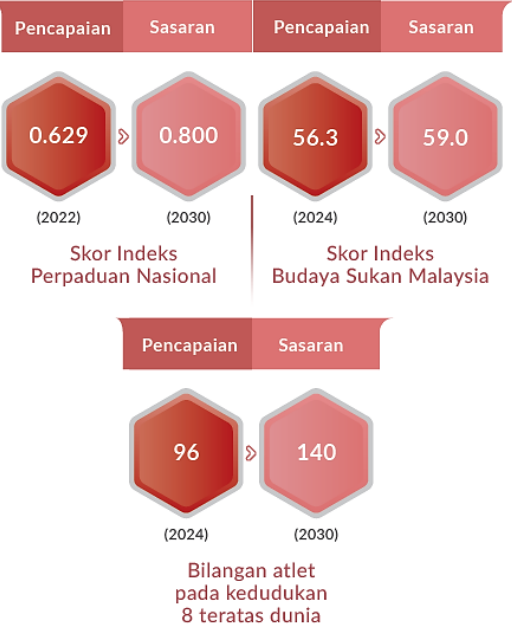 Pencapaian Sasaran Pencapaian Sasaran
0.629 0.800 56.3 59.0
(2022) (2030) (2024) (2030)
Skor Indeks
Perpaduan Nasional
Skor Indeks
Budaya Sukan Malaysia
Pencapaian Sasaran
96 140
(2024) (2030)
Bilangan atlet
pada kedudukan
8 teratas dunia